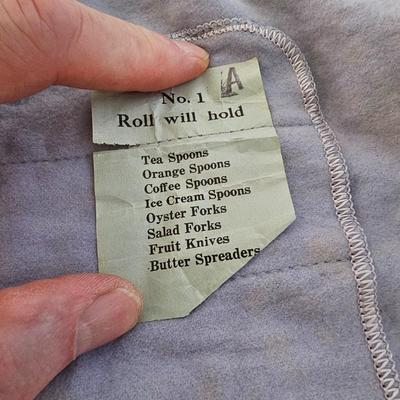 No. 1 A
Roll will hold
Tea Spoons
Orange Spoons
Coffee Spoons
Ice Cream Spoons
Oyster Forks
Salad Forks
Fruit Knives
Butter Spreaders